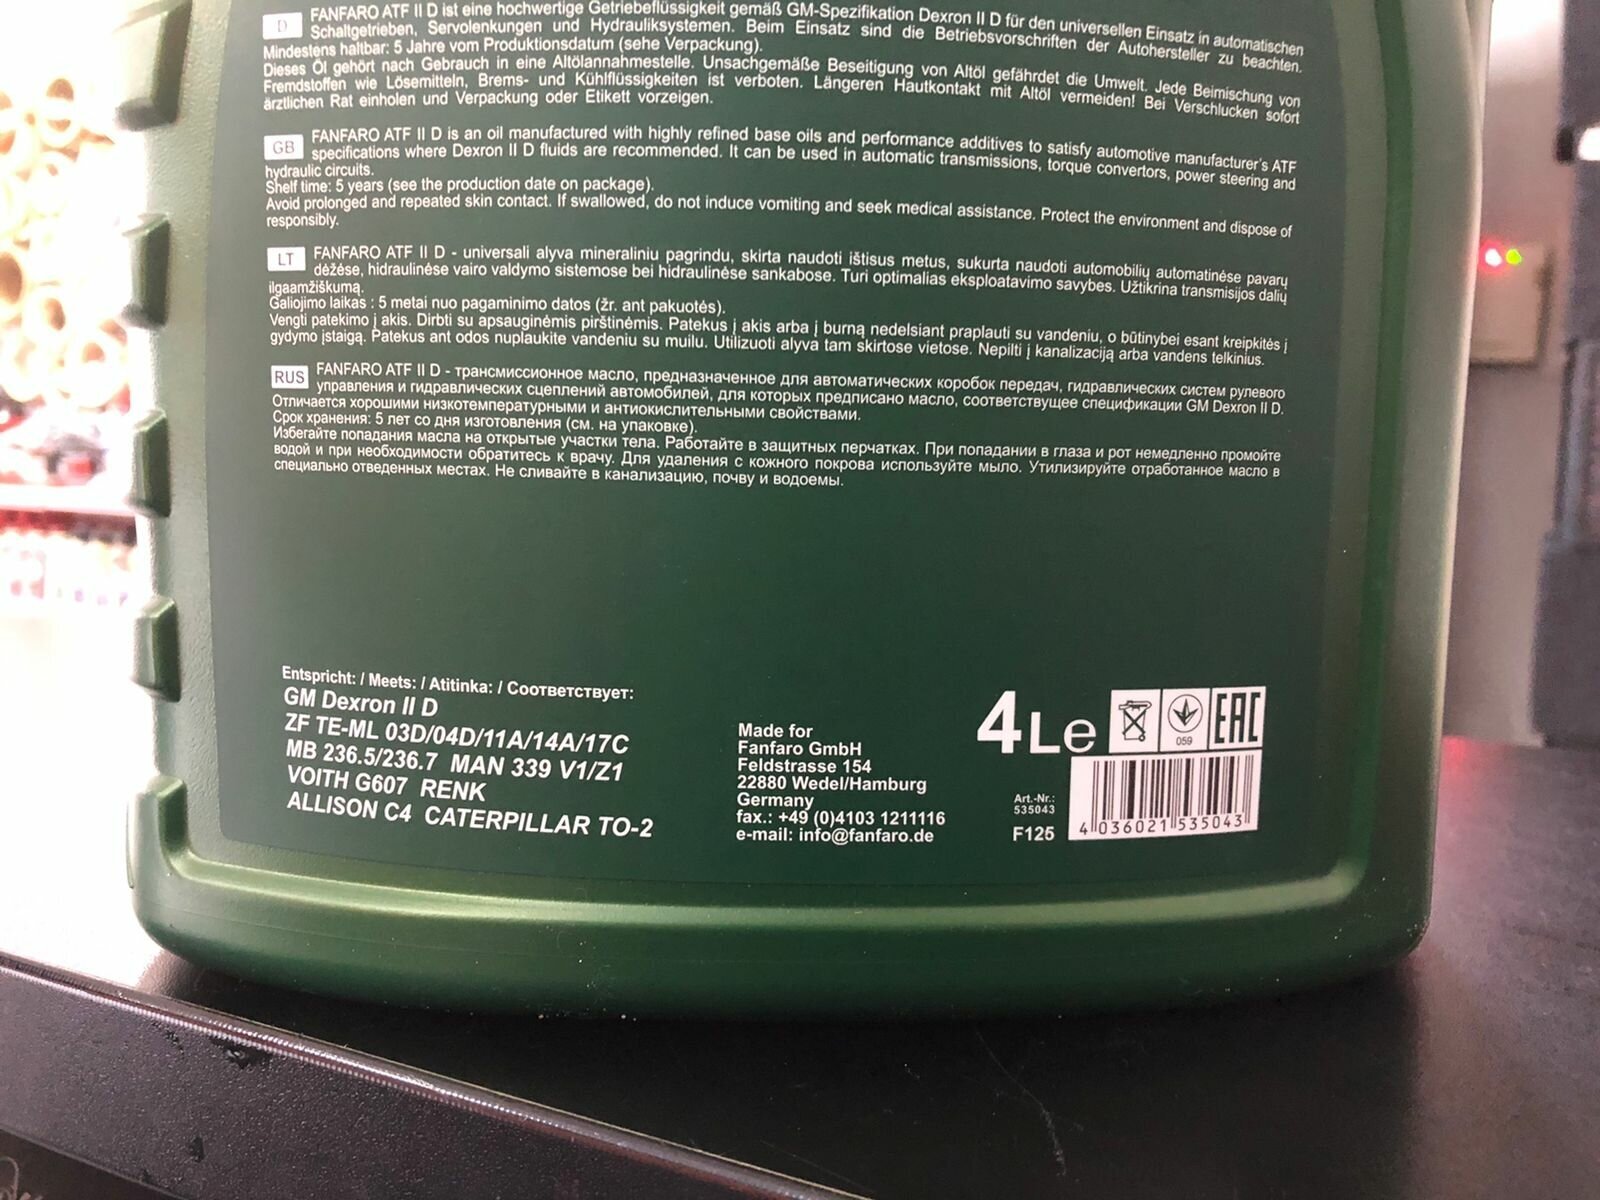 D
FANFARO ATF II D ist eine hochwertige Getriebeflüssigkeit gemäß GM-Spezifikation Dexron II D für den universellen Einsatz in automatischen
Schaltgetrieben, Servolenkungen und Hydrauliksystemen. Beim Einsatz sind die Betriebsvorschriften der Autohersteller zu beachten.
Mindestens haltbar: 5 Jahre vom Produktionsdatum (sehe Verpackung).
Dieses Öl gehört nach Gebrauch in eine Altölannahmestelle. Unsachgemäße Beseitigung von Altöl gefährdet die Umwelt. Jede Beimischung von
Fremdstoffen wie Lösemitteln, Brems- und Kühlflüssigkeiten ist verboten. Längeren Hautkontakt mit Altöl vermeiden! Bei Verschlucken sofort
ärztlichen Rat einholen und Verpackung oder Etikett vorzeigen.
GB
FANFARO ATF II D is an oil manufactured with highly refined base oils and performance additives to satisfy automotive manufacturer's ATF
specifications where Dexron II D fluids are recommended. It can be used in automatic transmissions, torque convertors, power steering and
hydraulic circuits.
Shelf time: 5 years (see the production date on package).
Avoid prolonged and repeated skin contact. If swallowed, do not induce vomiting and seek medical assistance. Protect the environment and dispose of
responsibly.
LT
FANFARO ATF II D - universali alyva mineraliniu pagrindu, skirta naudoti ištisus metus, sukurta naudoti automobilių automatinėse pavarų
dėžėse, hidraulinėse vairo valdymo sistemose bei hidraulinėse sankabose. Turi optimalias eksploatavimo savybes. Užtikrina transmisijos dalių
ilgaamžiškumą.
Galiojimo laikas : 5 metai nuo pagaminimo datos (žr. ant pakuotės).
Vengti patekimo į akis. Dirbti su apsauginėmis pirštinėmis. Patekus į akis arba į burną nedelsiant praplauti su vandeniu, o būtinybei esant kreipkitės į
gydymo įstaigą. Patekus ant odos nuplaukite vandeniu su muilu. Utilizuoti alyva tam skirtose vietose. Nepilti į kanalizaciją arba vandens telkinius.
RUS
FANFARO ATF II D - трансмиссионное масло, предназначенное для автоматических коробок передач, гидравлических систем рулевого
управления и гидравлических сцеплений автомобилей, для которых предписано масло, соответствущее спецификации GM Dexron II D.
Отличается хорошими низкотемпературными и антиокислительными свойствами.
Срок хранения: 5 лет со дня изготовления (см. на упаковке).
Избегайте попадания масла на открытые участки тела. Работайте в защитных перчатках. При попадании в глаза и рот немедленно промойте
водой и при необходимости обратитесь к врачу. Для удаления с кожного покрова используйте мыло. Утилизируйте отработанное масло в
специально отведенных местах. Не сливайте в канализацию, почву и водоемы.
Entspricht: / Meets: / Atitinka: / Соответствует:
GM Dexron II D
ZF TE-ML 03D/04D/11A/14A/17C
MB 236.5/236.7 MAN 339 V1/Z1
VOITH G607 RENK
ALLISON C4 CATERPILLAR TO-2
Made for
Fanfaro GmbH
Feldstrasse 154
22880 Wedel/Hamburg
Germany
fax.: +49 (0)4103 1211116
e-mail: info@fanfaro.de
4Le
059
EAC
Art.-Nr.:
535043
F125
4 036021 535043